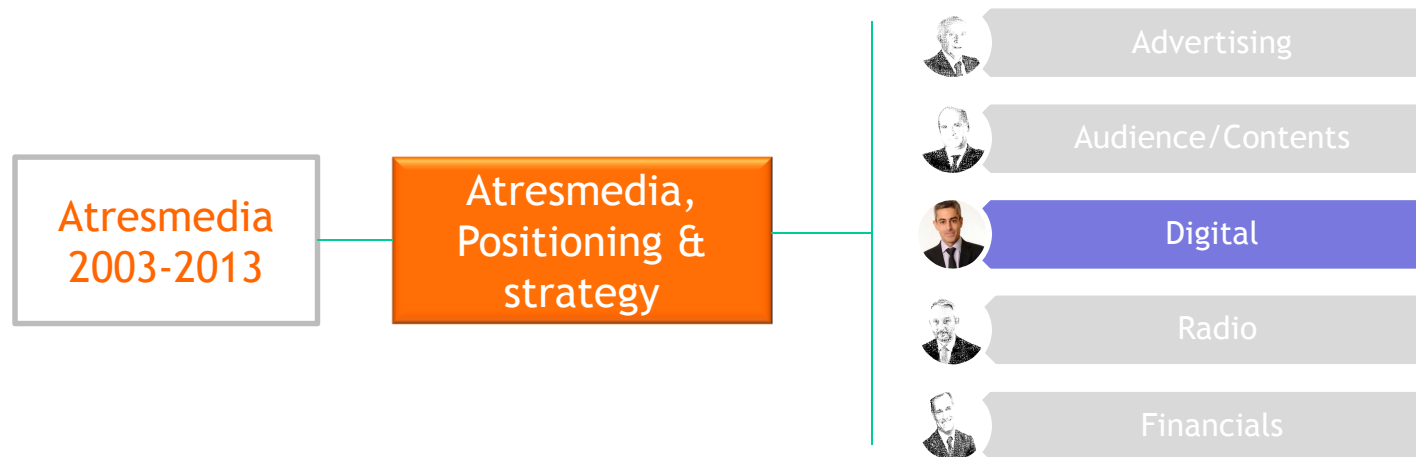 Atresmedia
2003-2013
Atresmedia,
Positioning &
strategy
Advertising
Audience/Contents
Digital
Radio
Financials